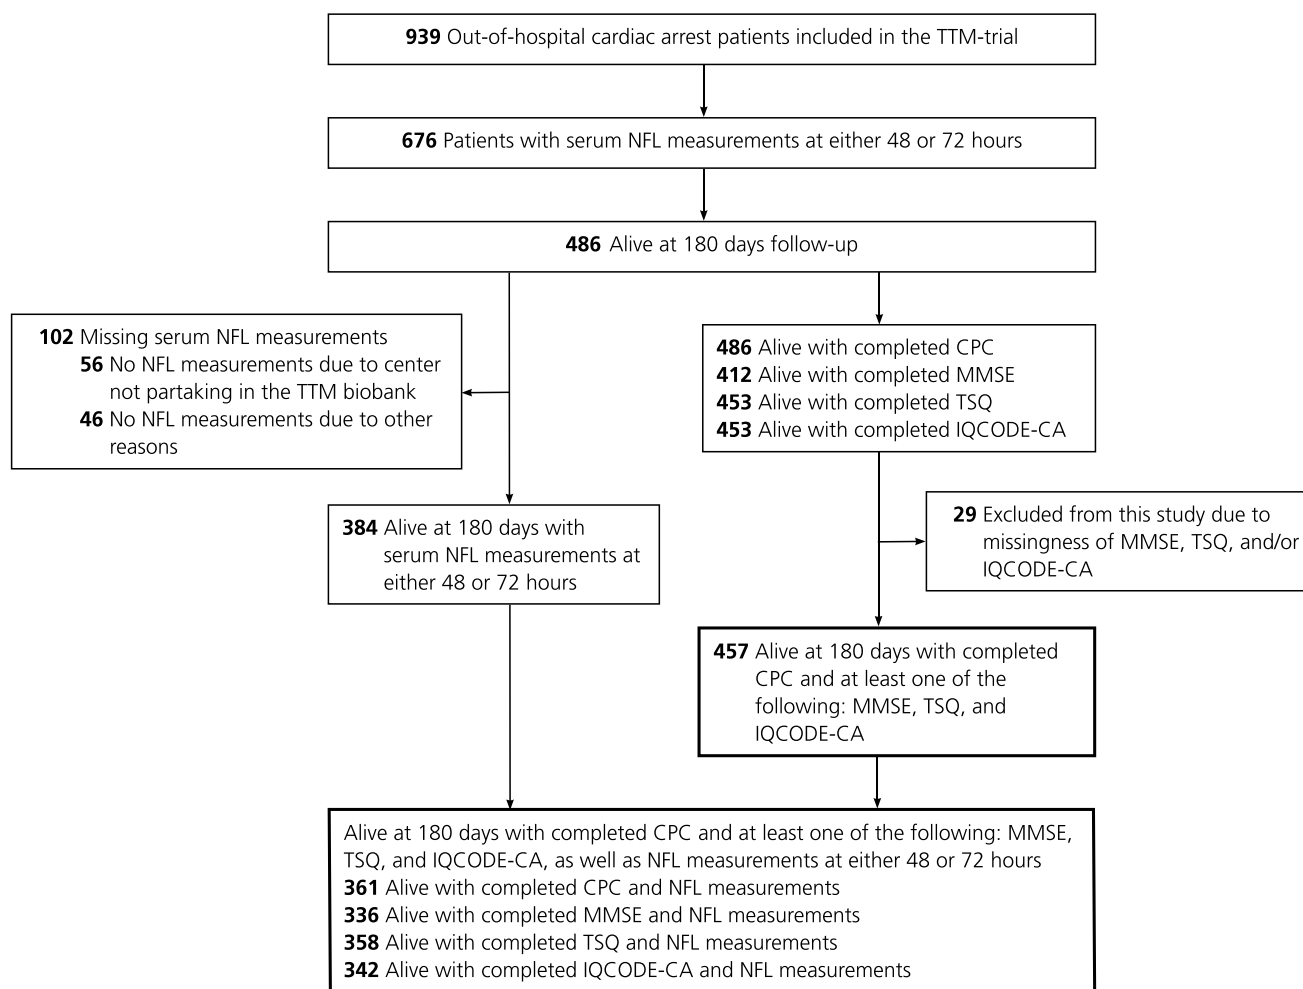 939 Out-of-hospital cardiac arrest patients included in the TTM-trial
676 Patients with serum NFL measurements at either 48 or 72 hours
486 Alive at 180 days follow-up
102 Missing serum NFL measurements
56 No NFL measurements due to center
not partaking in the TTM biobank
46 No NFL measurements due to other
reasons
486 Alive with completed CPC
412 Alive with completed MMSE
453 Alive with completed TSQ
453 Alive with completed IQCODE-CA
384 Alive at 180 days with
serum NFL measurements at
either 48 or 72 hours
29 Excluded from this study due to
missingness of MMSE, TSQ, and/or
IQCODE-CA
457 Alive at 180 days with completed
CPC and at least one of the
following: MMSE, TSQ, and
IQCODE-CA
Alive at 180 days with completed CPC and at least one of the following: MMSE,
TSQ, and IQCODE-CA, as well as NFL measurements at either 48 or 72 hours
361 Alive with completed CPC and NFL measurements
336 Alive with completed MMSE and NFL measurements
358 Alive with completed TSQ and NFL measurements
342 Alive with completed IQCODE-CA and NFL measurements